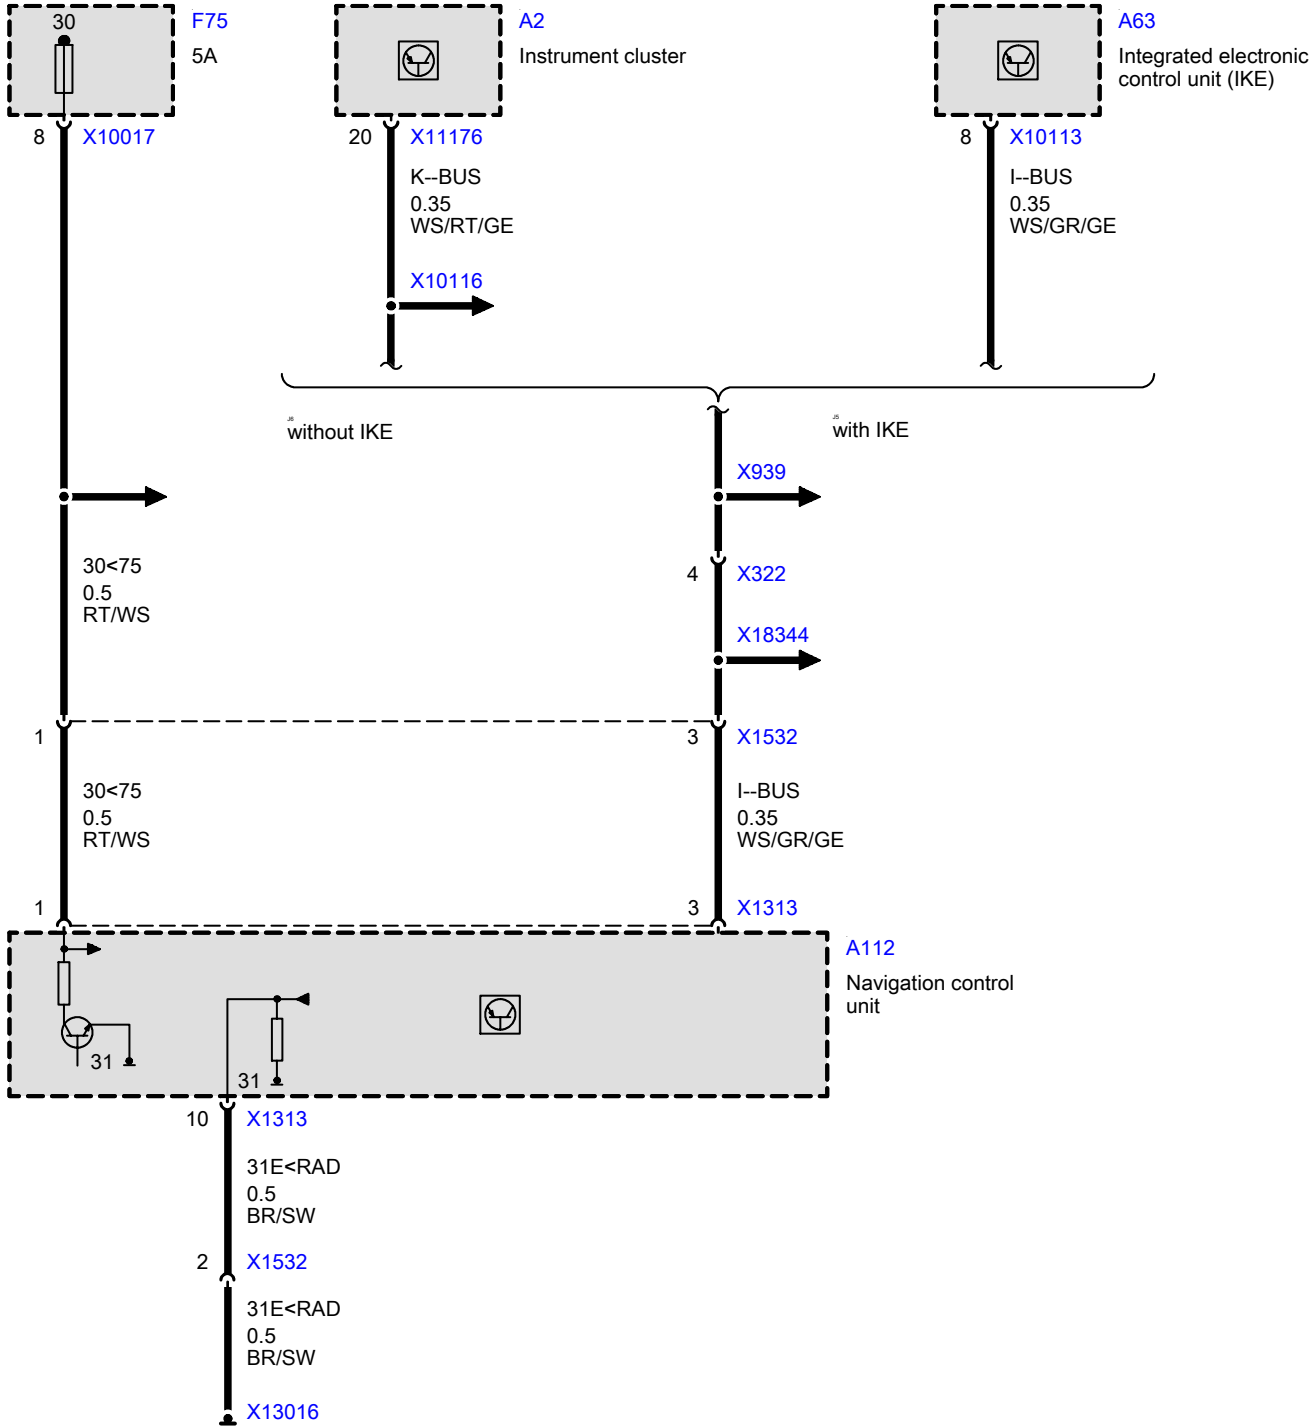 30
F75
5A
A2
Instrument cluster
A63
Integrated electronic
control unit (IKE)
8
X10017
20
X11176
K--BUS
0.35
WS/RT/GE
X10116
8
X10113
I--BUS
0.35
WS/GR/GE
J6
without IKE
J5
with IKE
X939
30<75
0.5
RT/WS
4
X322
X18344
1
3
X1532
30<75
0.5
RT/WS
I--BUS
0.35
WS/GR/GE
1
3
X1313
A112
Navigation control
unit
31
31
10
X1313
31E<RAD
0.5
BR/SW
2
X1532
31E<RAD
0.5
BR/SW
X13016